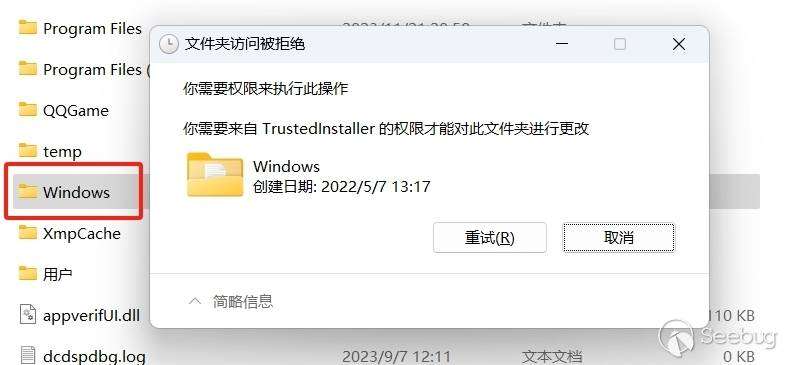 Program Files
文件夹访问被拒绝
Program Files (
你需要权限来执行此操作
QQGame
你需要来自 TrustedInstaller 的权限才能对此文件夹进行更改
temp
Windows
Windows
创建日期: 2022/5/7 13:17
XmpCache
重试(R)
取消
用户
简略信息
appverifUI.dll
110 KB
dcdspdbg.log
2023/9/7 12:11
文本文档
0 KB
Seebug